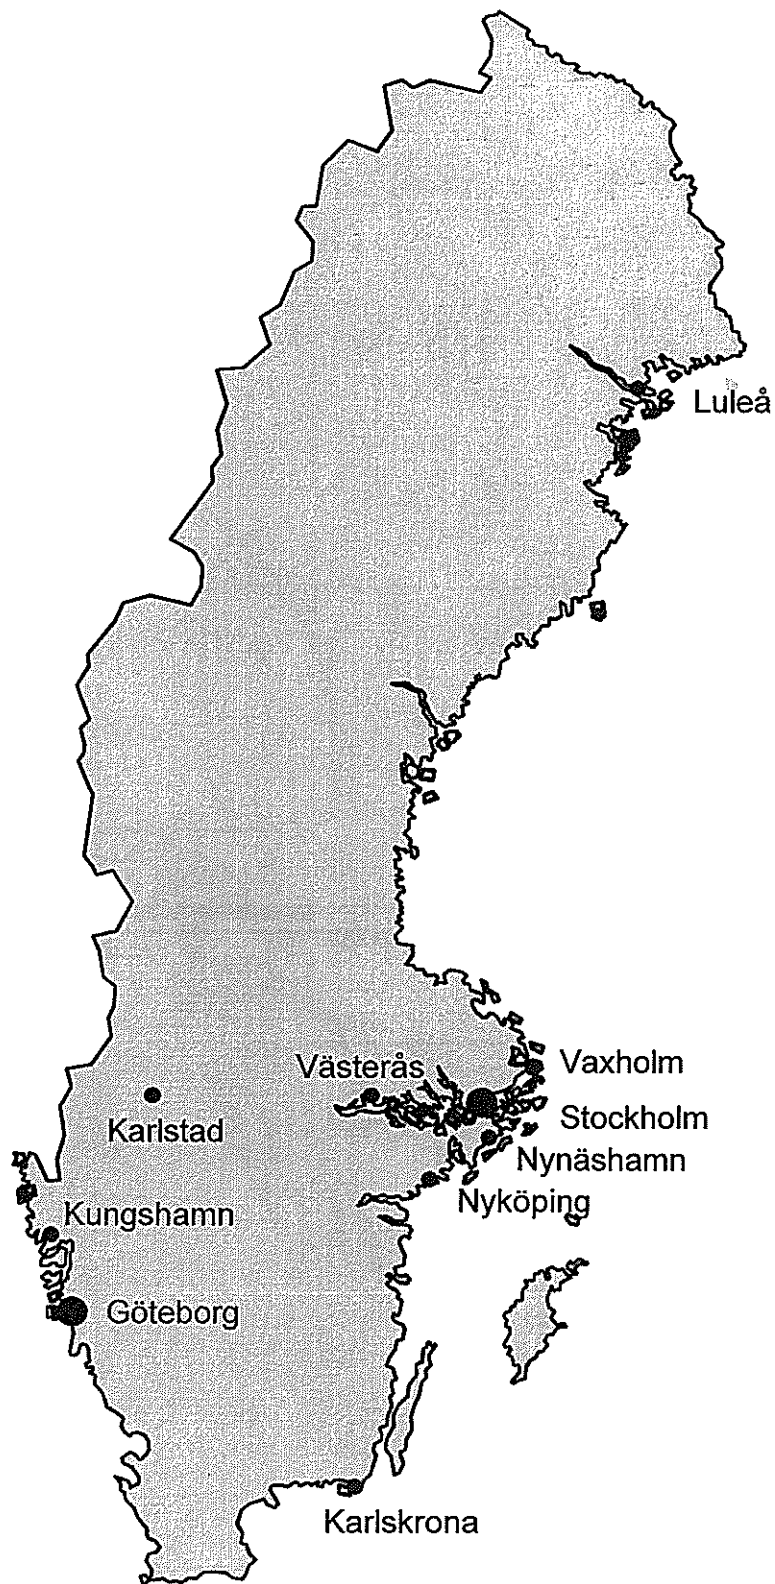 Luleå
Västerås
Vaxholm
Karlstad
Stockholm
Nynäshamn
Nyköping
Kungshamn
Göteborg
Karlskrona